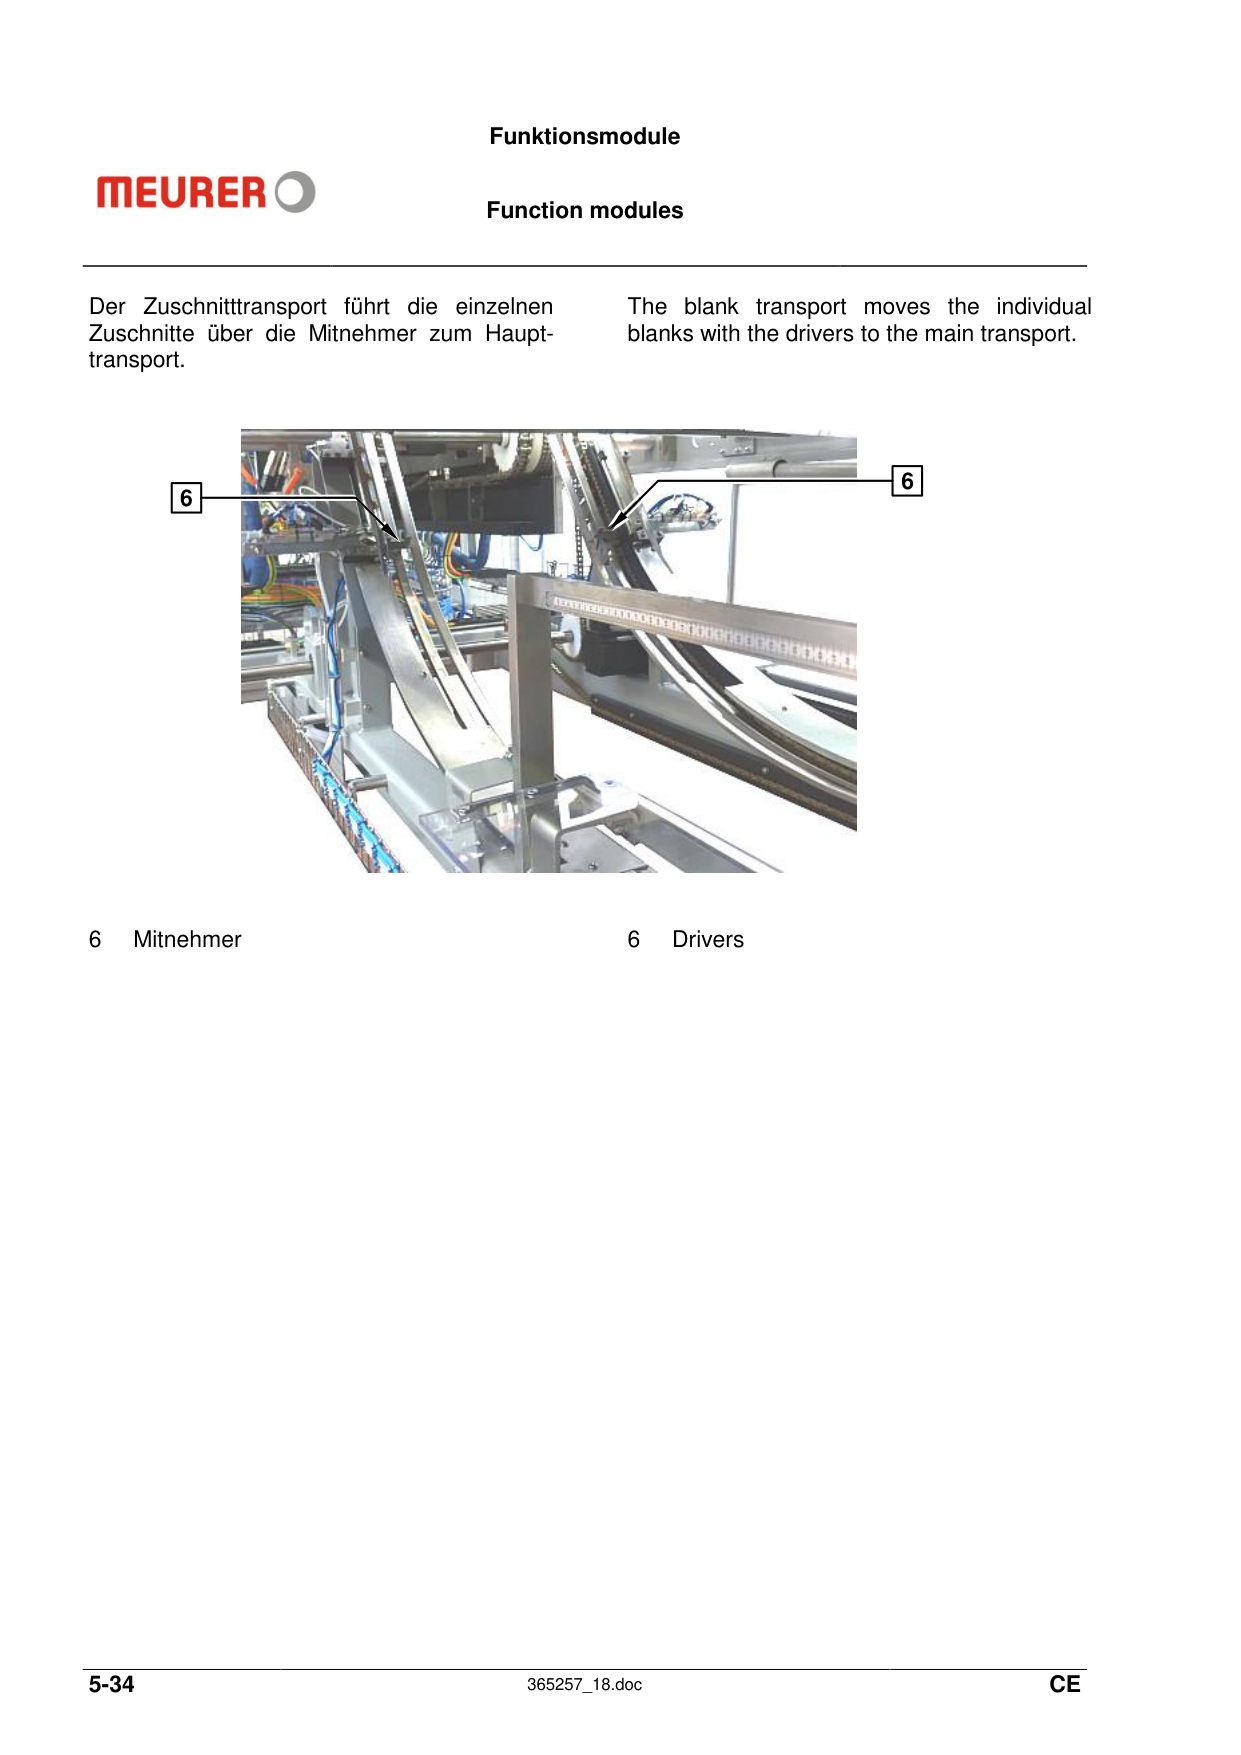 Funktionsmodule
MEURER
Function modules
Der Zuschnitttransport führt die einzelnen
Zuschnitte über die Mitnehmer zum Haupt-
transport.
The blank transport moves the individual
blanks with the drivers to the main transport.
6
6
6 Mitnehmer
6 Drivers
5-34
365257_18.doc
CE